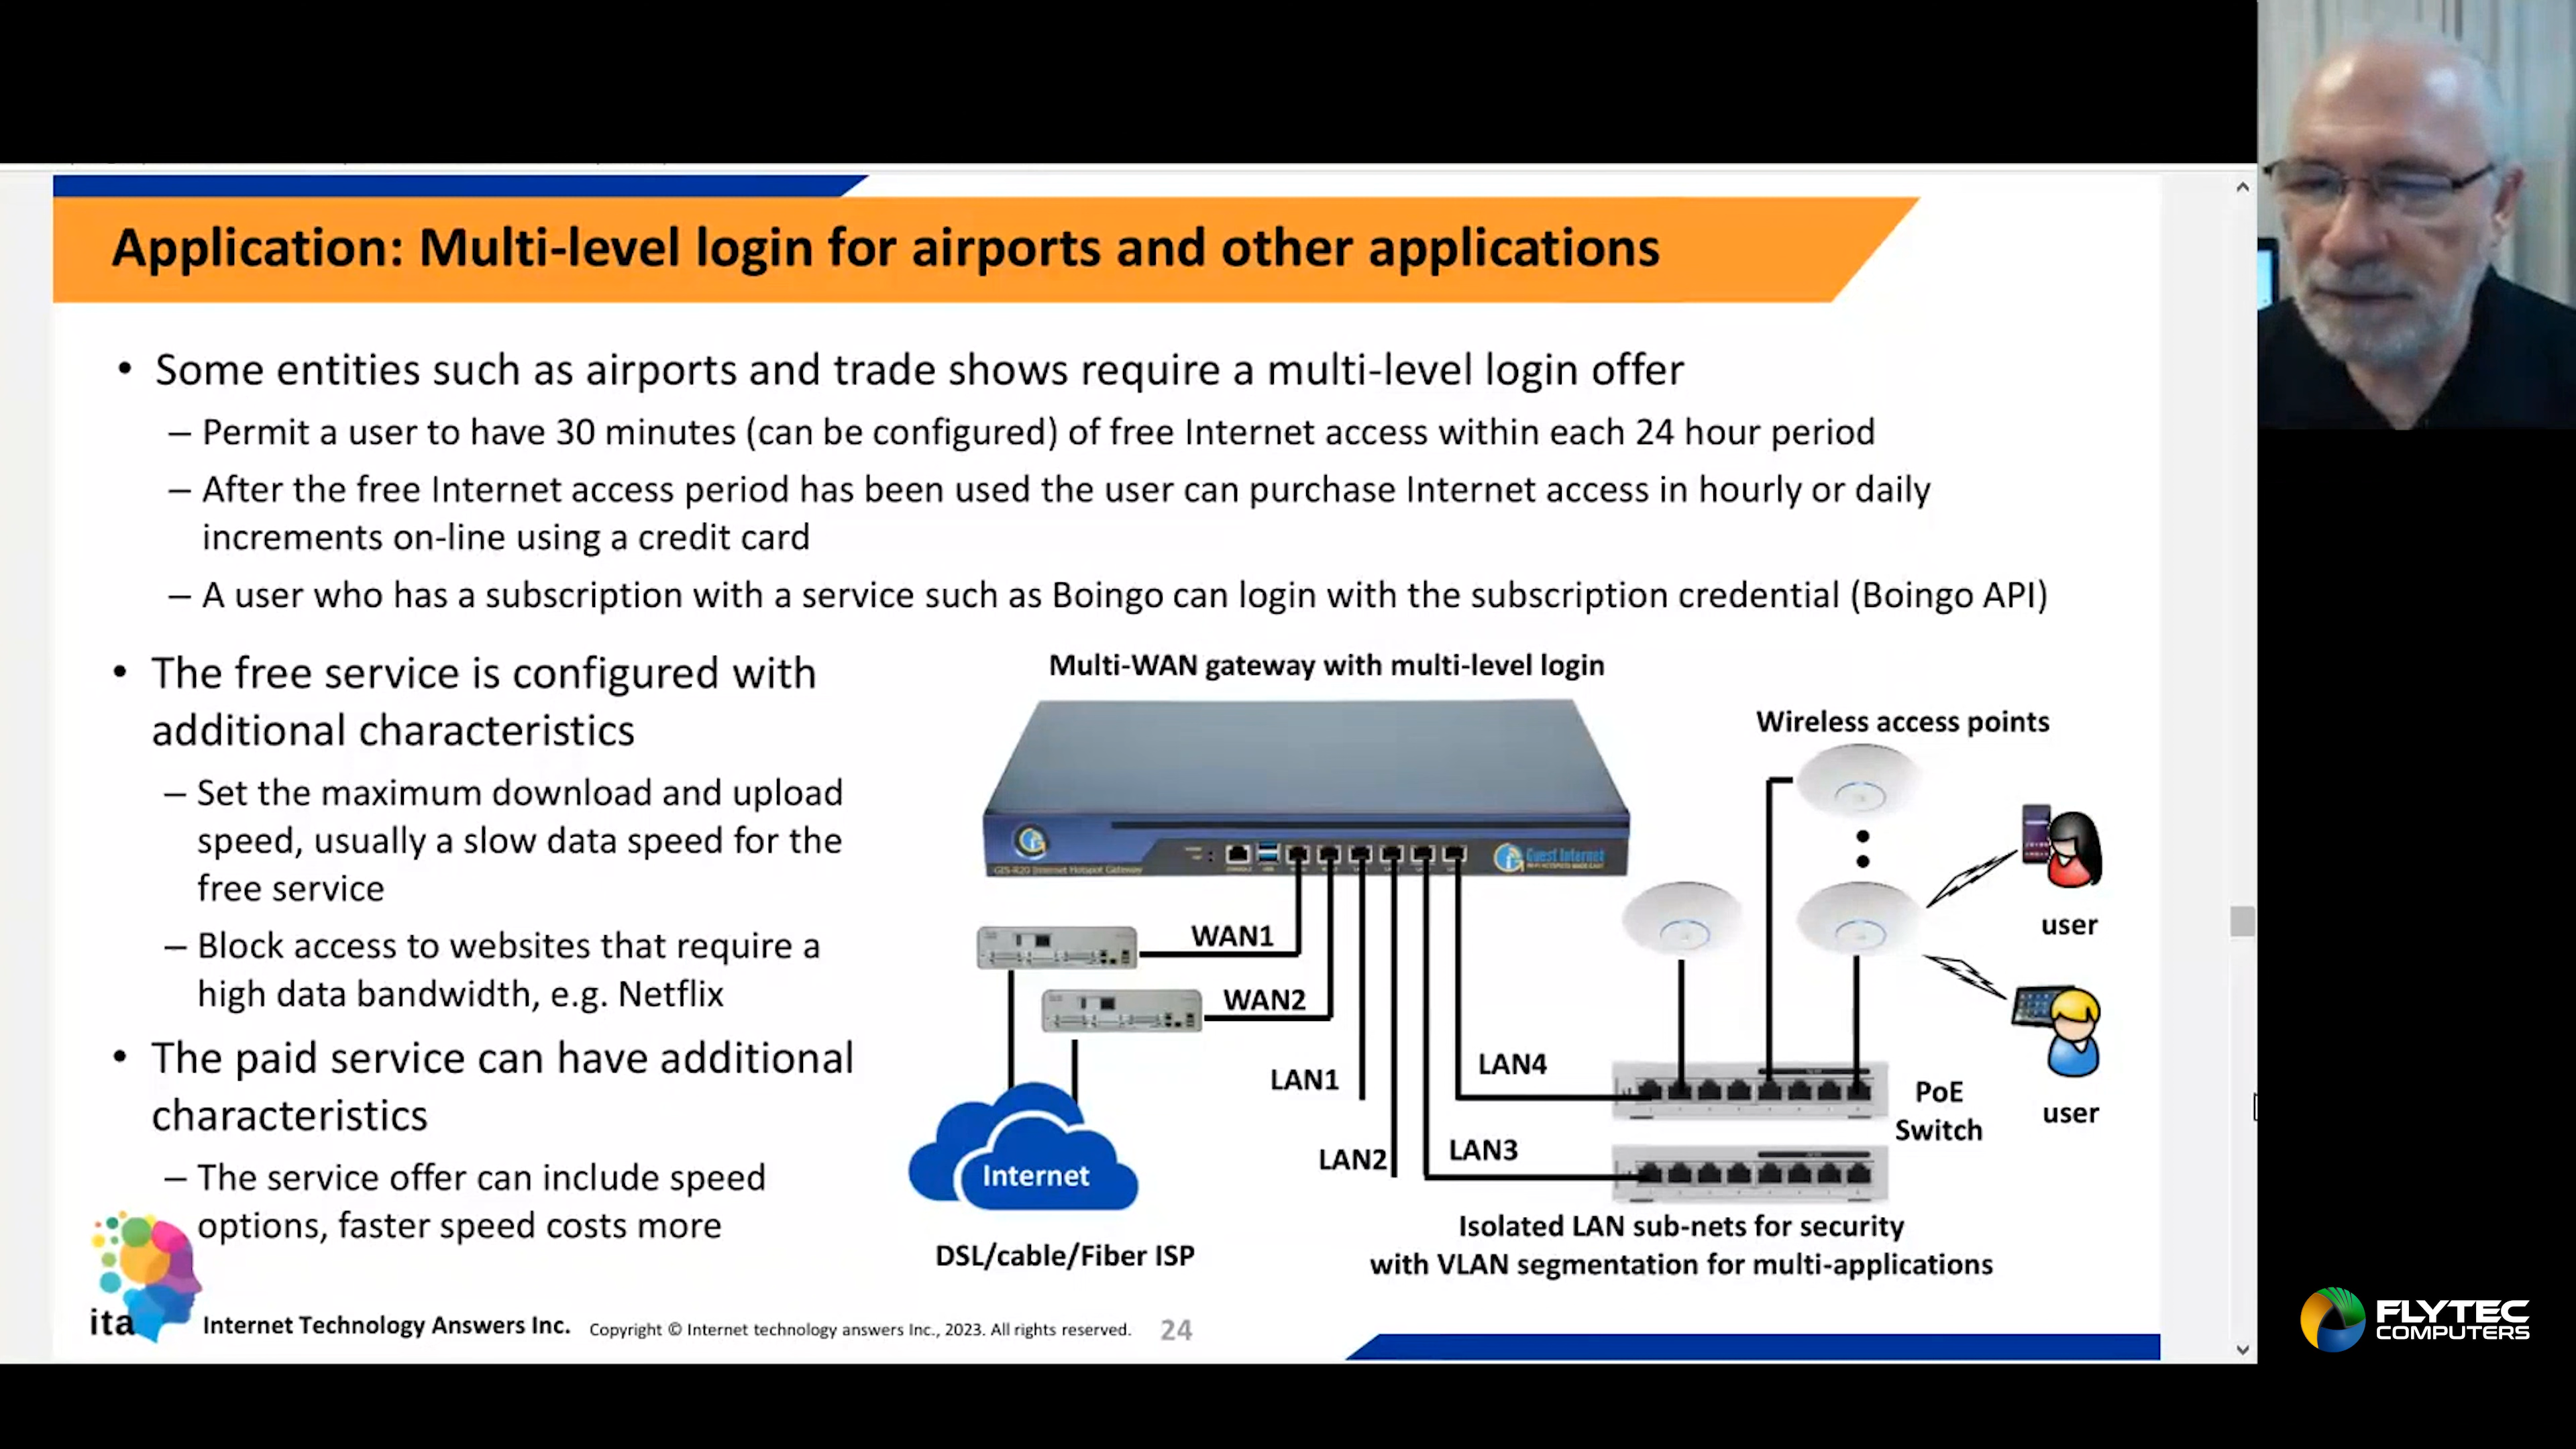 Application: Multi-level login for airports and other applications
• Some entities such as airports and trade shows require a multi-level login offer
– Permit a user to have 30 minutes (can be configured) of free Internet access within each 24 hour period
– After the free Internet access period has been used the user can purchase Internet access in hourly or daily
increments on-line using a credit card
– A user who has a subscription with a service such as Boingo can login with the subscription credential (Boingo API)
• The free service is configured with
additional characteristics
– Set the maximum download and upload
speed, usually a slow data speed for the
free service
– Block access to websites that require a
high data bandwidth, e.g. Netflix
• The paid service can have additional
characteristics
– The service offer can include speed
options, faster speed costs more
Multi-WAN gateway with multi-level login
Wireless access points
GIS-R20 Internet Hotspot Gateway
Guest Internet
WAN1
WAN2
LAN1
LAN2
LAN3
LAN4
user
user
PoE
Switch
Internet
DSL/cable/Fiber ISP
Isolated LAN sub-nets for security
with VLAN segmentation for multi-applications
ita
Internet Technology Answers Inc.
Copyright © Internet technology answers Inc., 2023. All rights reserved.
24
FLYTEC
COMPUTERS